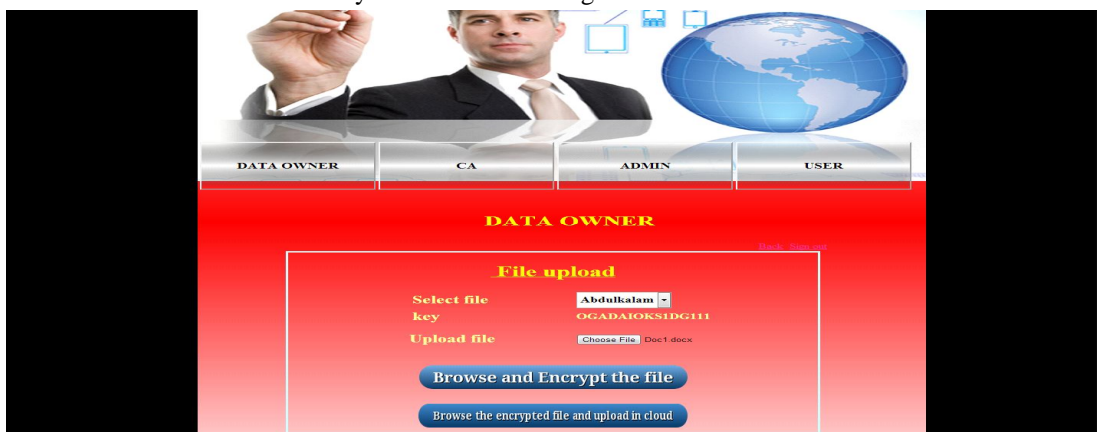 DATA OWNER CA ADMIN USER
DATA OWNER
Back Sign out
File upload
Select file Abdulkalam
key OGADAIOKS1DG111
Upload file Choose File Doc1.docx
Browse and Encrypt the file
Browse the encrypted file and upload in cloud